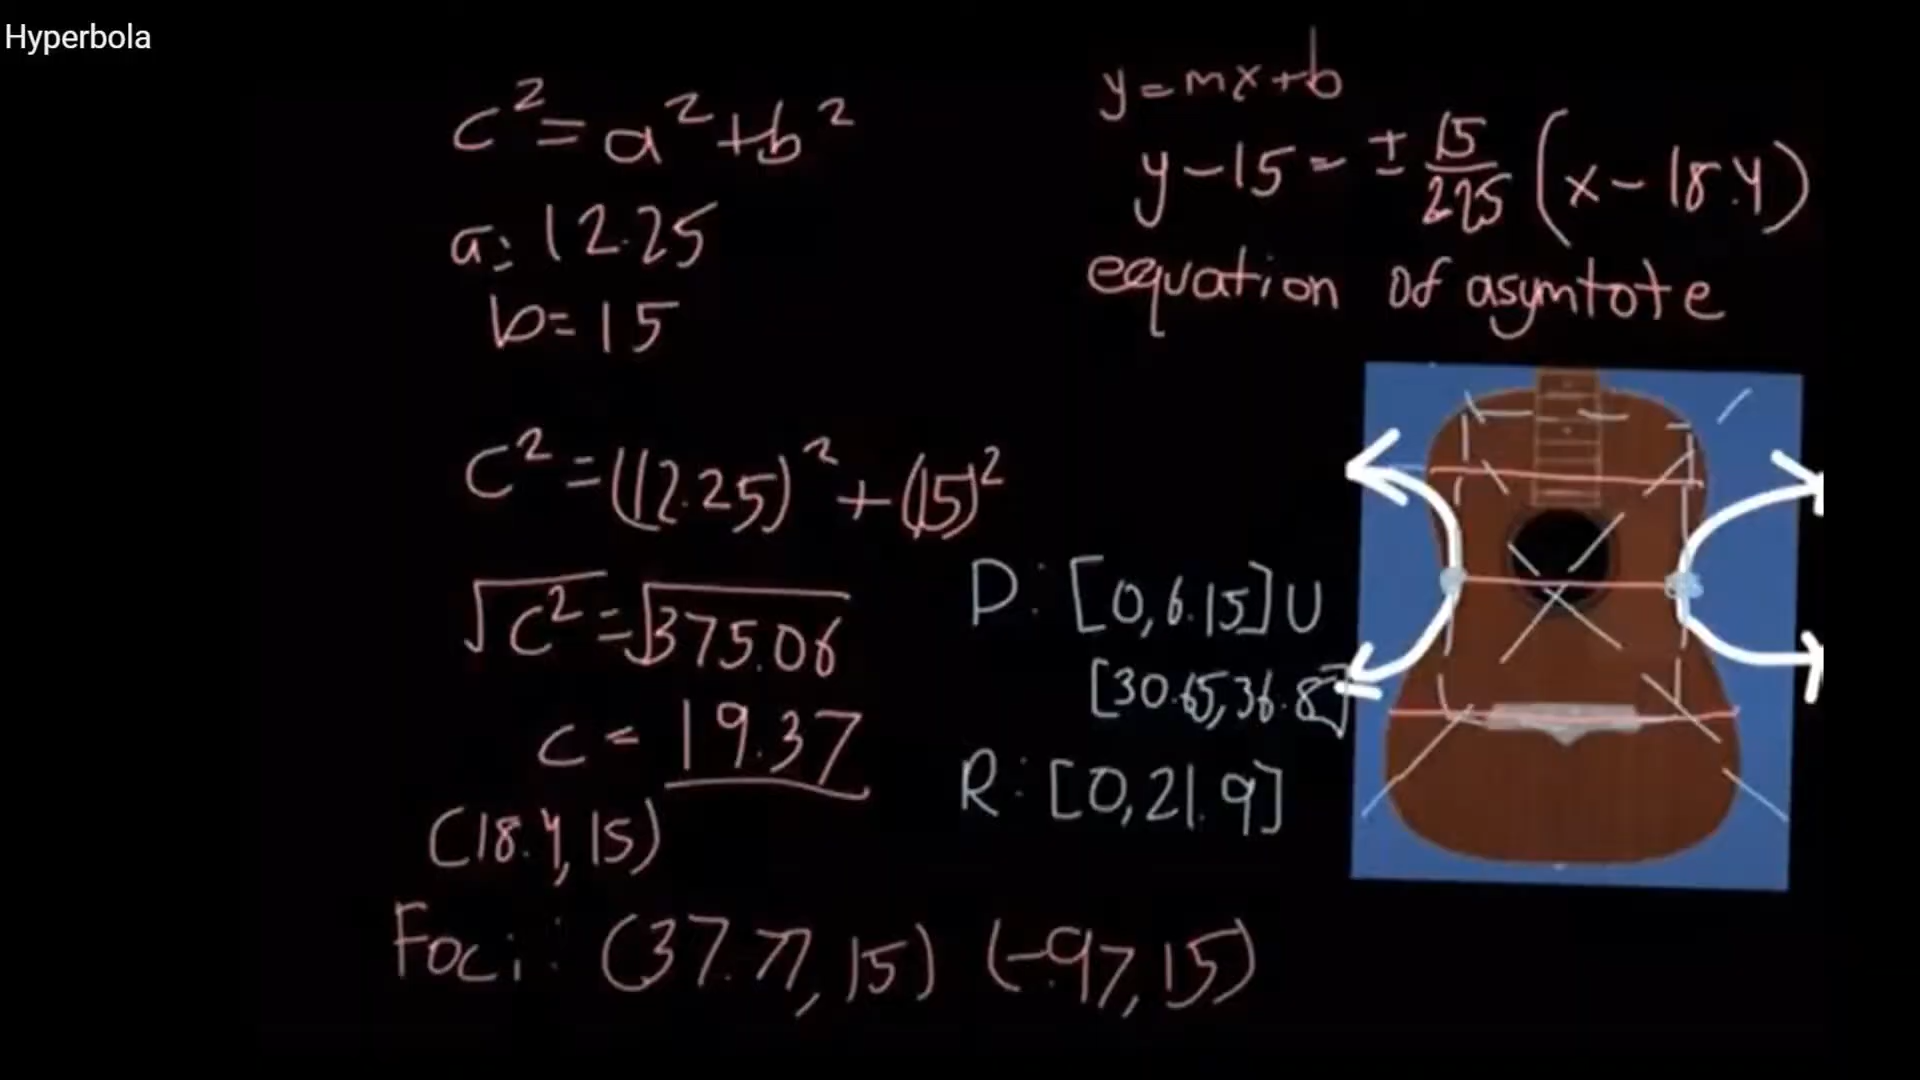 Hyperbola
c² = a² + b²
a = 12.25
b = 15
c² = (12.25)² + (15)²
√c² = √375.06
c = 19.37
(18.4, 15)
Foci: (37.77, 15) (-.97, 15)
y = mx + b
y - 15 = ± 15/225 (x - 18.4)
equation of asymtote
D: [0, 6.15] U
[30.65, 36.8]
R: [0, 21.9]